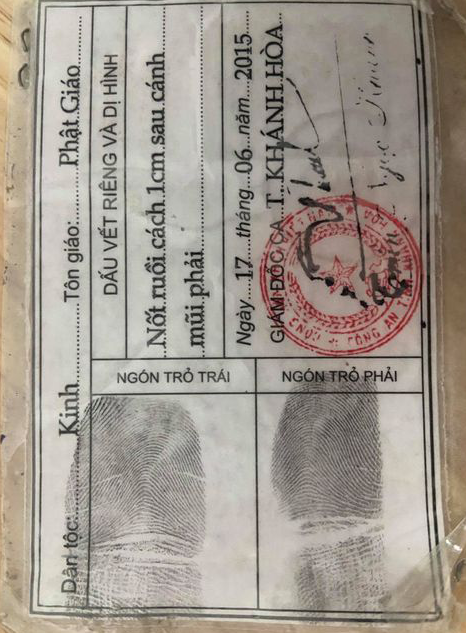 Dân tộc:......Kinh...... Tôn giáo:......Phật Giáo
DẤU VẾT RIÊNG VÀ DỊ HÌNH
Nốt ruồi cách 1cm sau cánh
mũi phải
Ngày...17...tháng...06...năm...2015...
GIÁM ĐỐC CA T. KHÁNH HÒA
NGÓN TRỎ TRÁI
NGÓN TRỎ PHẢI